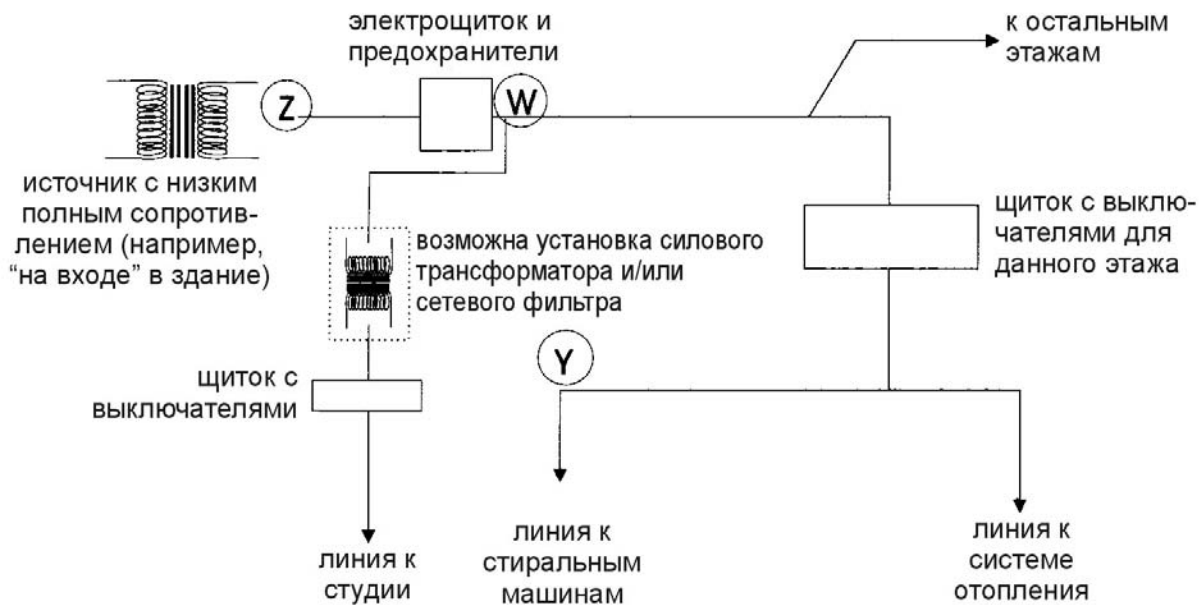 электрощиток и
предохранители
к остальным
этажам
Z
W
источник с низким
полным сопротив-
лением (например,
“на входе” в здание)
щиток с выклю-
чателями для
данного этажа
возможна установка силового
трансформатора и/или
сетевого фильтра
Y
щиток с
выключателями
линия к
студии
линия к
стиральным
машинам
линия к
системе
отопления